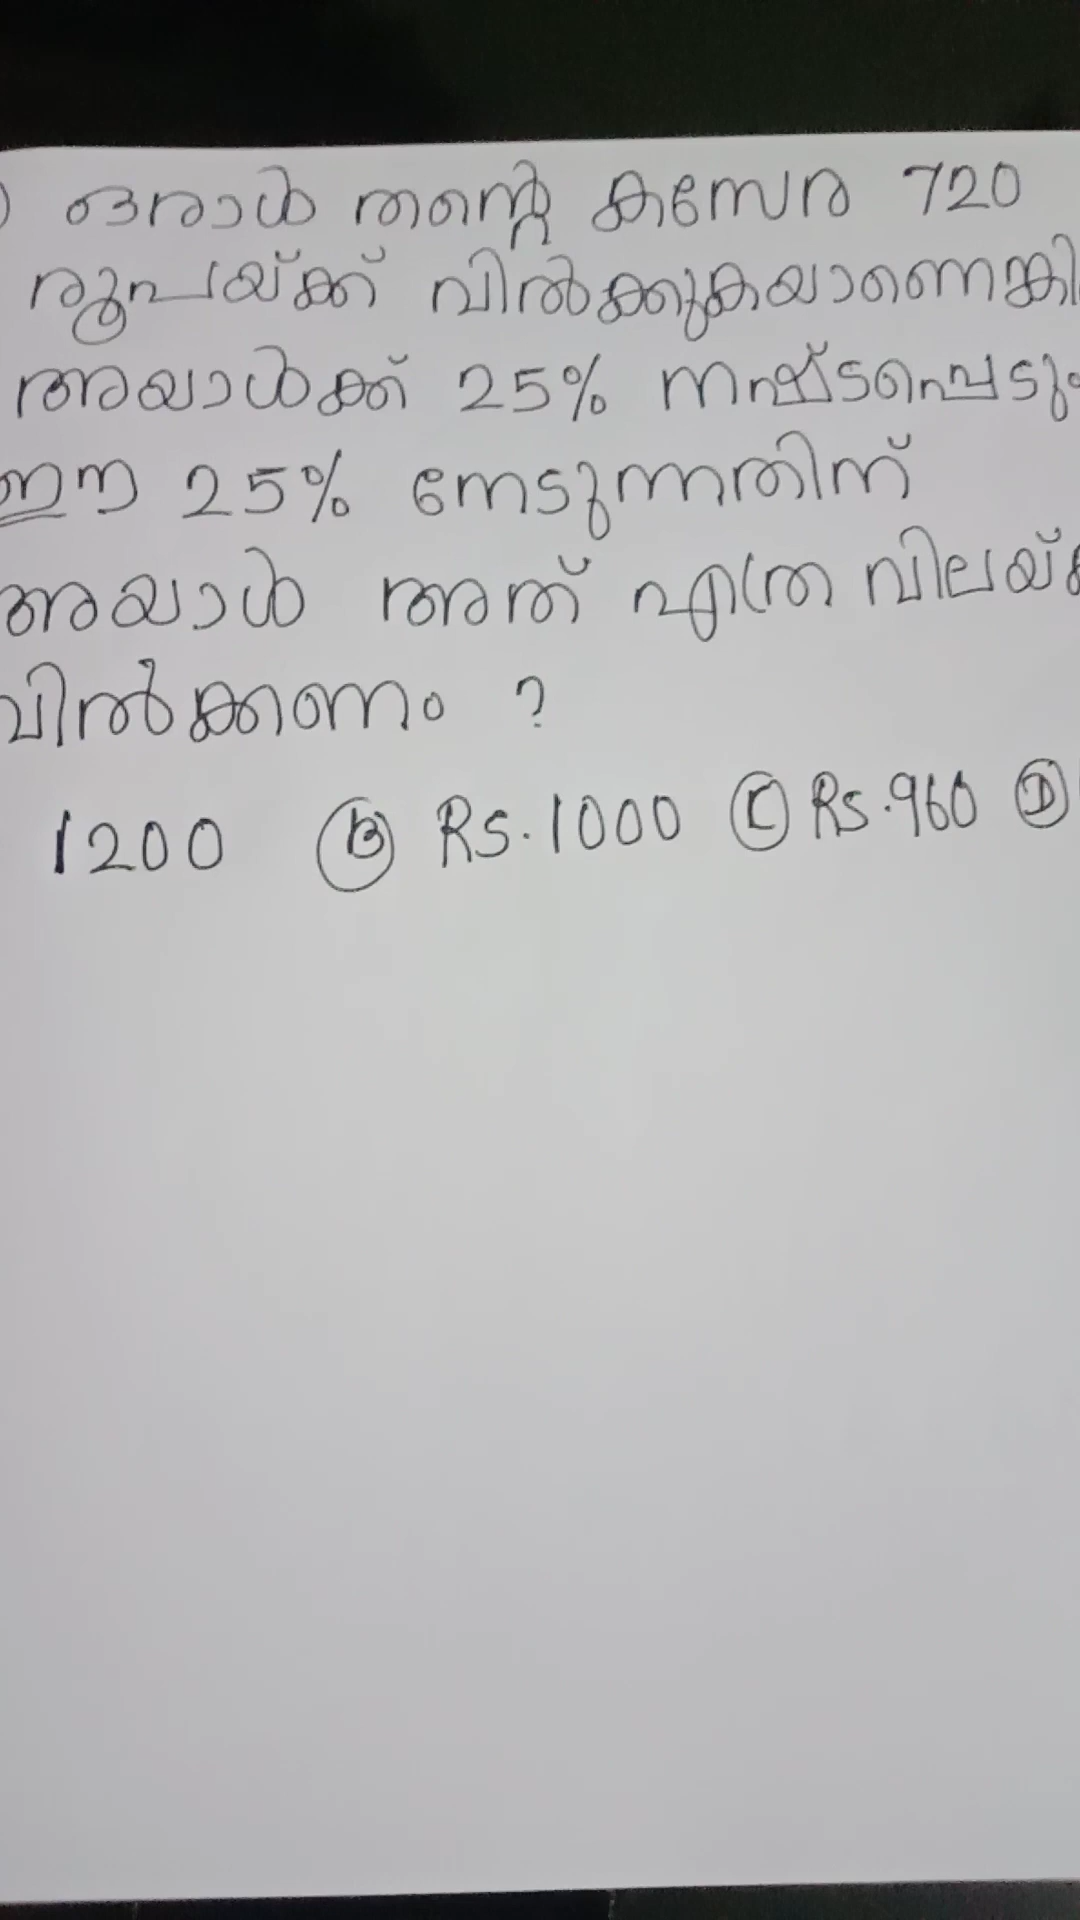 ) ഒരാൾ തന്റെ കസേര 720
രൂപയ്ക്ക് വിൽക്കുകയാണെങ്കി
അയാൾക്ക് 25% നഷ്ടപ്പെടും
ഈ 25% നേടുന്നതിന്
അയാൾ അത് എത്ര വിലയ്ക
വിൽക്കണം ?
1200 Ⓑ Rs.1000 Ⓒ Rs.960 Ⓓ